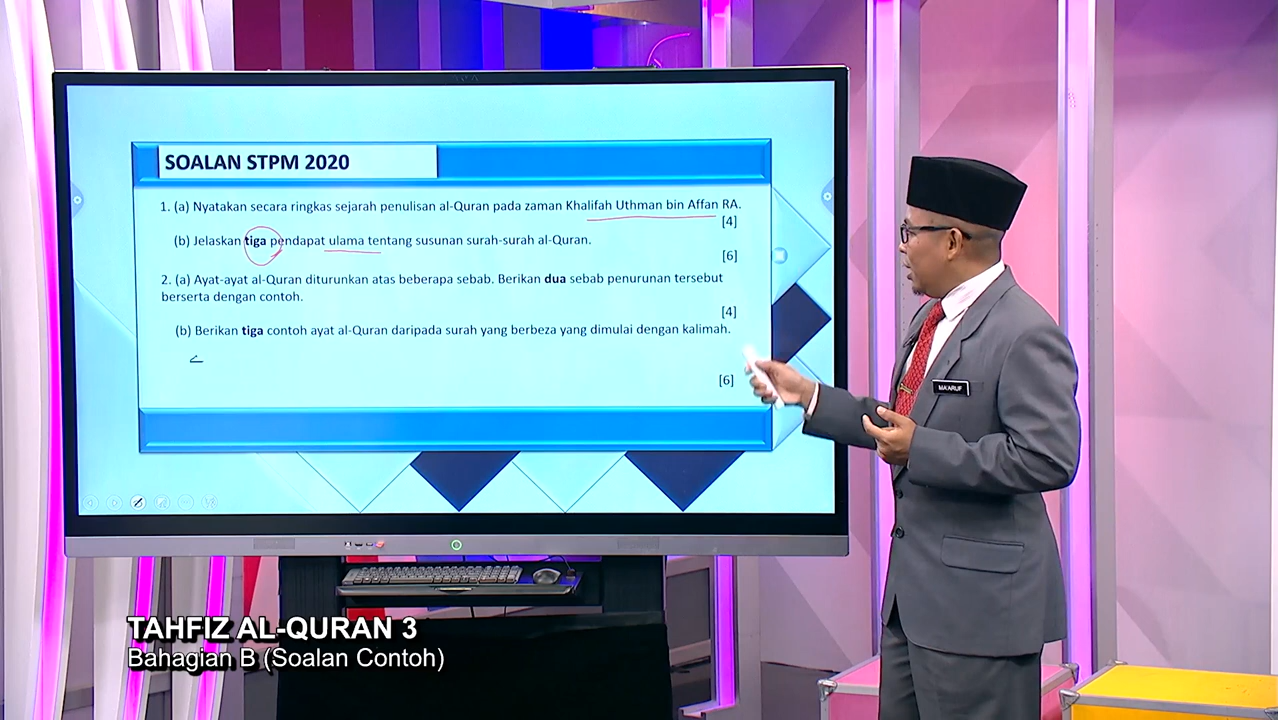 SOALAN STPM 2020
1. (a) Nyatakan secara ringkas sejarah penulisan al-Quran pada zaman Khalifah Uthman bin Affan RA.
[4]
(b) Jelaskan tiga pendapat ulama tentang susunan surah-surah al-Quran.
[6]
2. (a) Ayat-ayat al-Quran diturunkan atas beberapa sebab. Berikan dua sebab penurunan tersebut
berserta dengan contoh.
[4]
(b) Berikan tiga contoh ayat al-Quran daripada surah yang berbeza yang dimulai dengan kalimah.
[6]
MA'ARUF
TAHFIZ AL-QURAN 3
Bahagian B (Soalan Contoh)